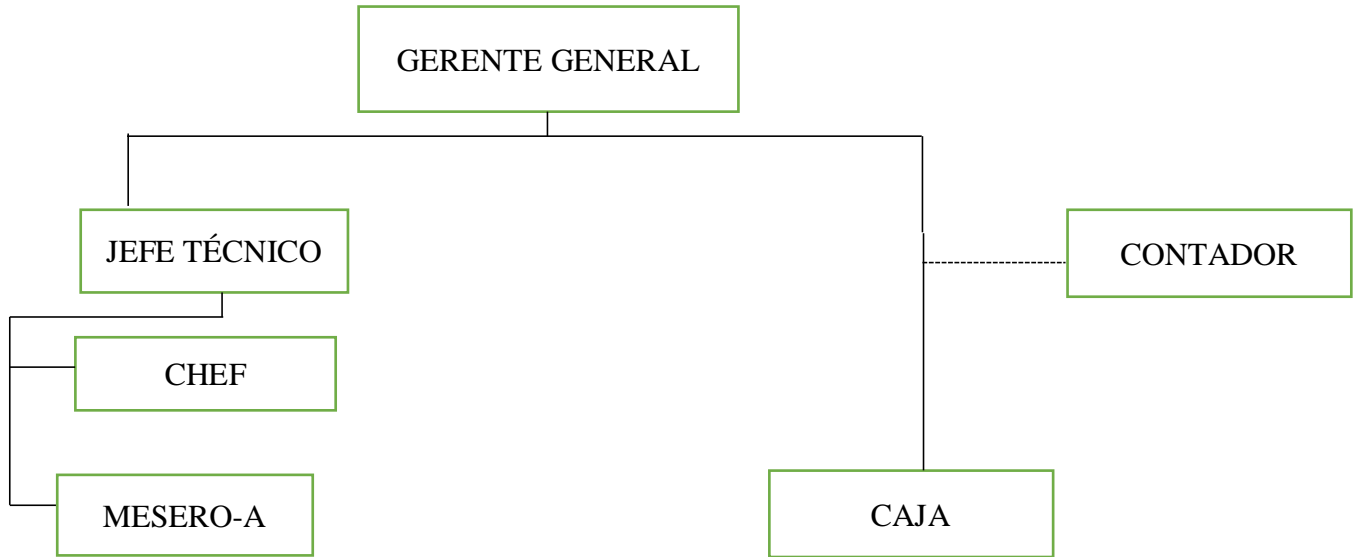 GERENTE GENERAL
JEFE TÉCNICO
CONTADOR
CHEF
MESERO-A
CAJA